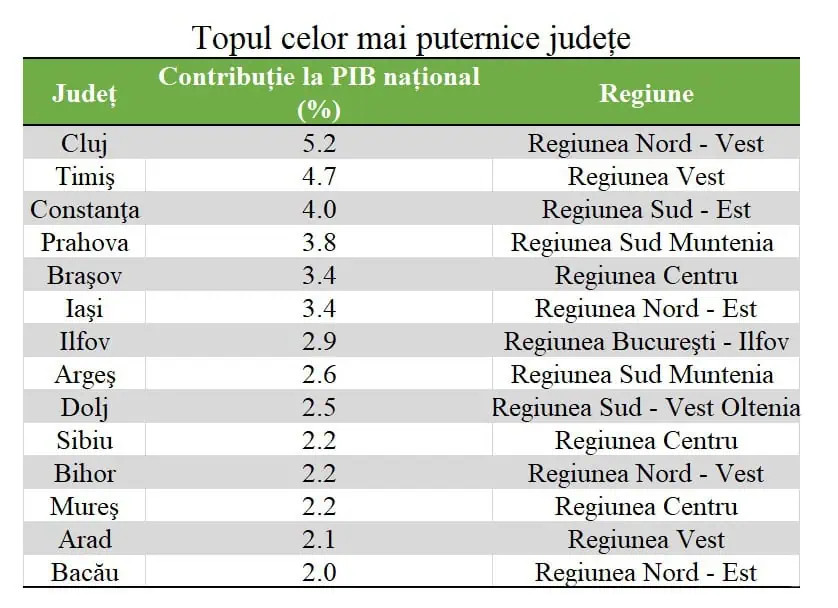 Topul celor mai puternice județe
Județ Contribuție la PIB național (%) Regiune
Cluj 5.2 Regiunea Nord - Vest
Timiş 4.7 Regiunea Vest
Constanţa 4.0 Regiunea Sud - Est
Prahova 3.8 Regiunea Sud Muntenia
Braşov 3.4 Regiunea Centru
Iaşi 3.4 Regiunea Nord - Est
Ilfov 2.9 Regiunea Bucureşti - Ilfov
Argeş 2.6 Regiunea Sud Muntenia
Dolj 2.5 Regiunea Sud - Vest Oltenia
Sibiu 2.2 Regiunea Centru
Bihor 2.2 Regiunea Nord - Vest
Mureş 2.2 Regiunea Centru
Arad 2.1 Regiunea Vest
Bacău 2.0 Regiunea Nord - Est